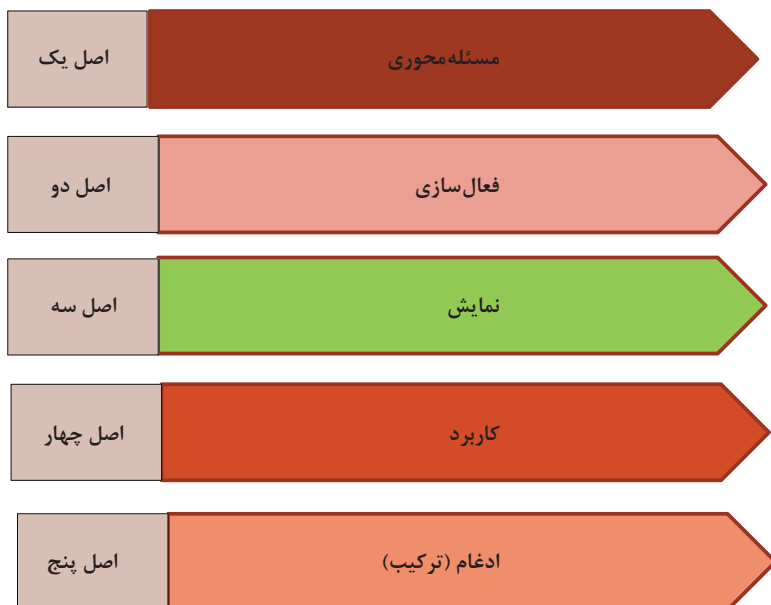 اصل یک
مسئله‌محوری
اصل دو
فعال‌سازی
اصل سه
نمایش
اصل چهار
کاربرد
اصل پنج
ادغام (ترکیب)